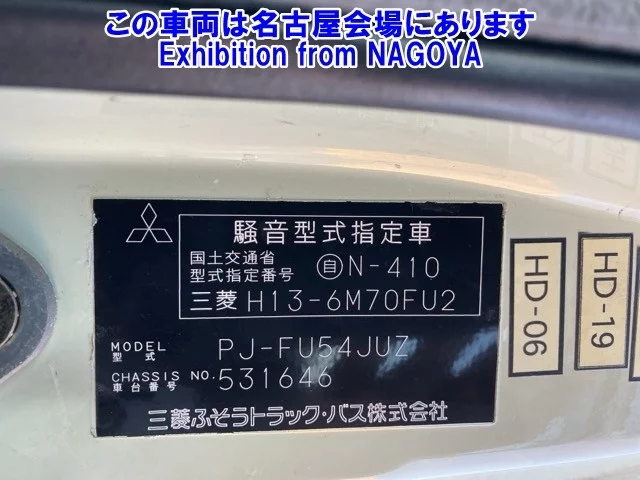 この車両は名古屋会場にあります
Exhibition from NAGOYA
騒音型式指定車
国土交通省
型式指定番号 自N-410
三菱 H13-6M70FU2
MODEL
型式 PJ-FU54JUZ
CHASSIS NO.
車台番号 531646
三菱ふそうトラック・バス株式会社
HD-06
HD-19